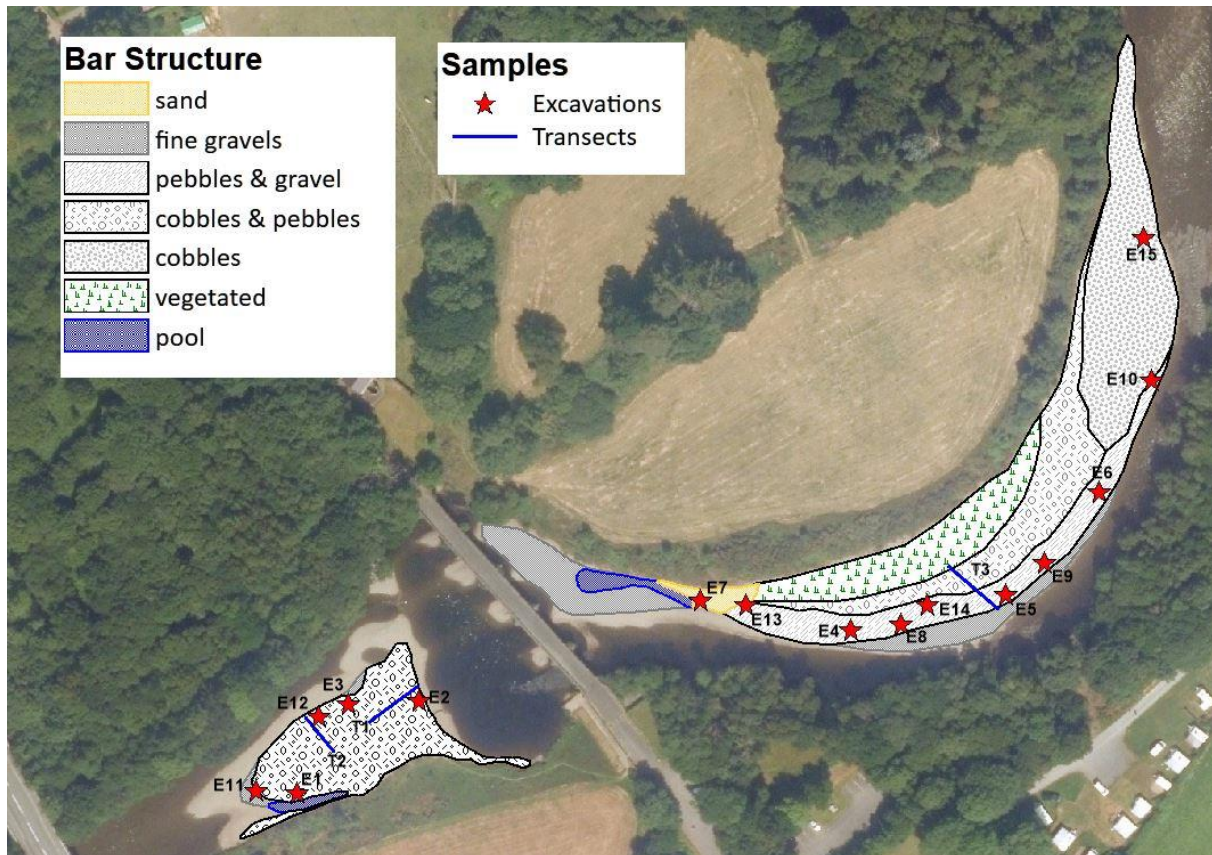 Bar Structure
sand
fine gravels
pebbles & gravel
cobbles & pebbles
cobbles
vegetated
pool
Samples
Excavations
Transects
E15
E10
E6
T3
E9
E7
E13
E14
E5
E4
E8
E3
E2
E12
T1
T2
E11
E1